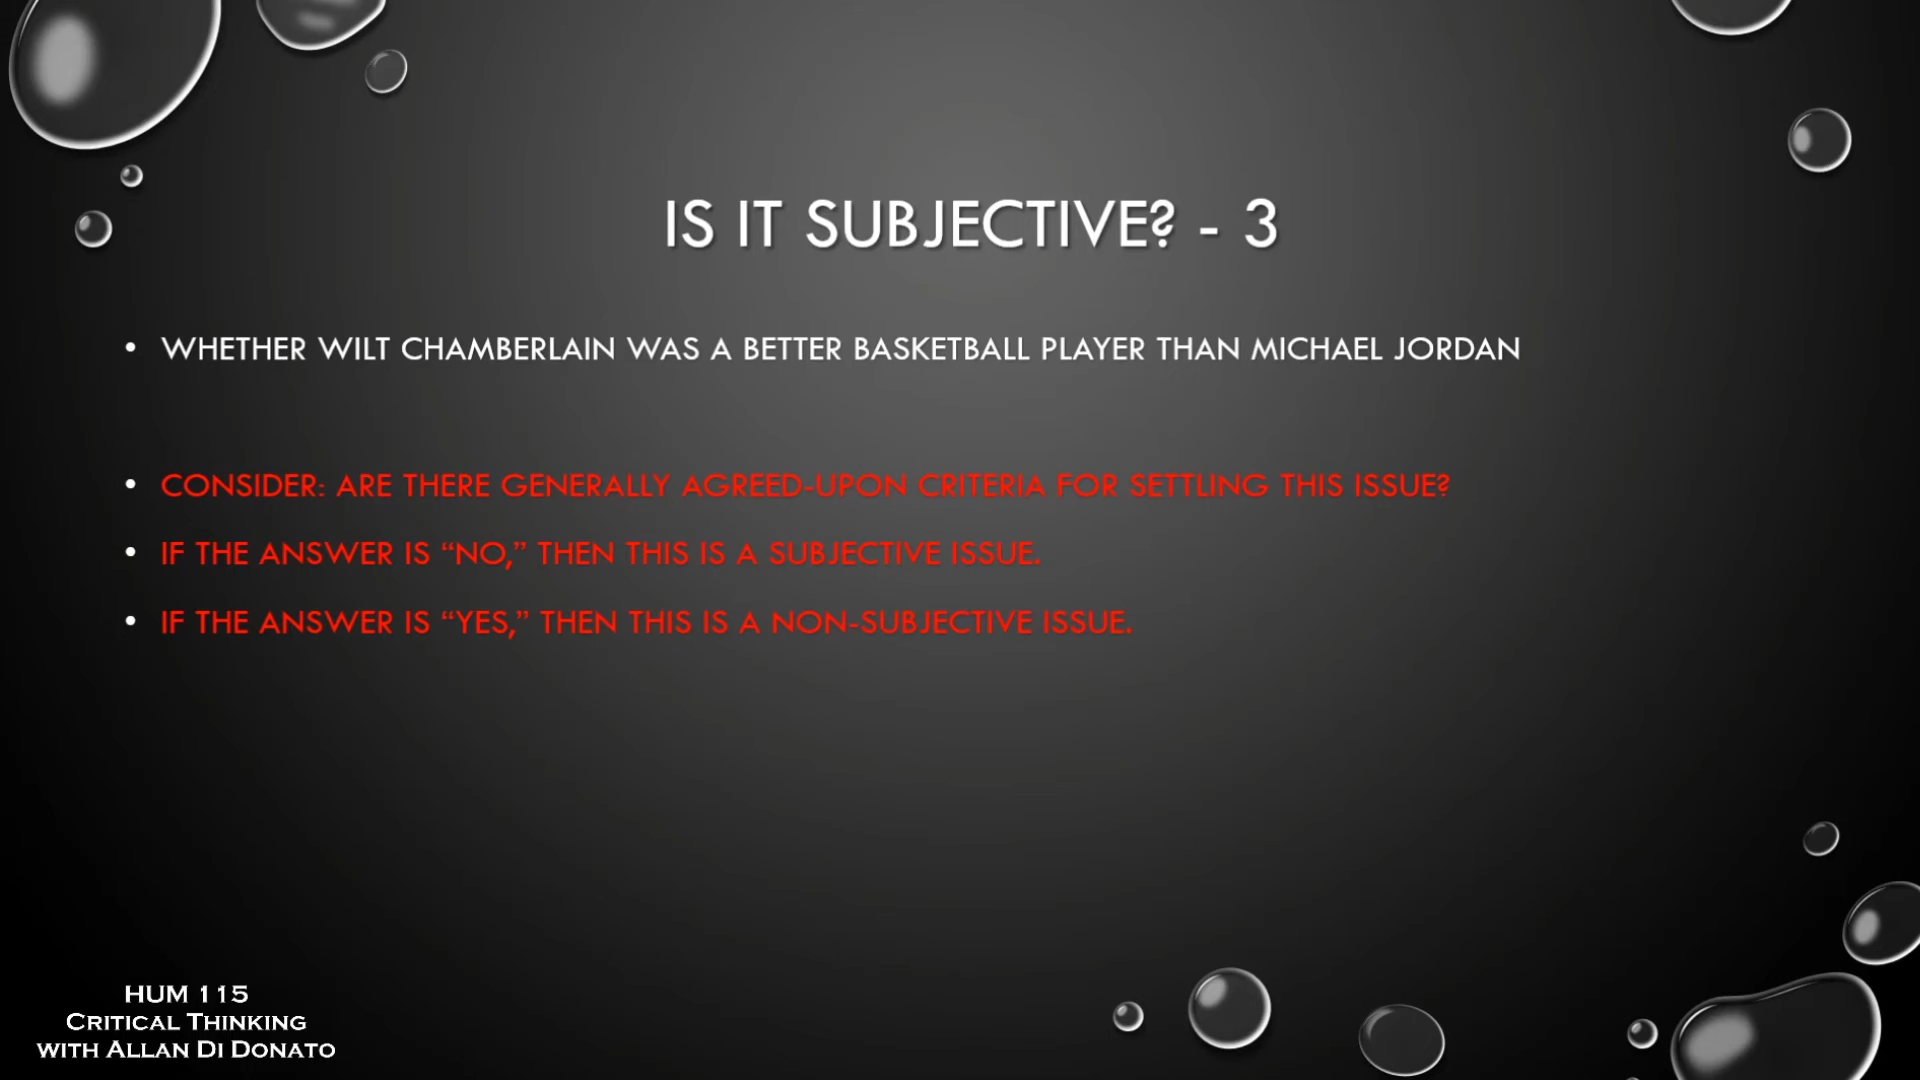 IS IT SUBJECTIVE? - 3
• WHETHER WILT CHAMBERLAIN WAS A BETTER BASKETBALL PLAYER THAN MICHAEL JORDAN
• CONSIDER: ARE THERE GENERALLY AGREED-UPON CRITERIA FOR SETTLING THIS ISSUE?
• IF THE ANSWER IS “NO,” THEN THIS IS A SUBJECTIVE ISSUE.
• IF THE ANSWER IS “YES,” THEN THIS IS A NON-SUBJECTIVE ISSUE.
HUM 115
CRITICAL THINKING
WITH ALLAN DI DONATO